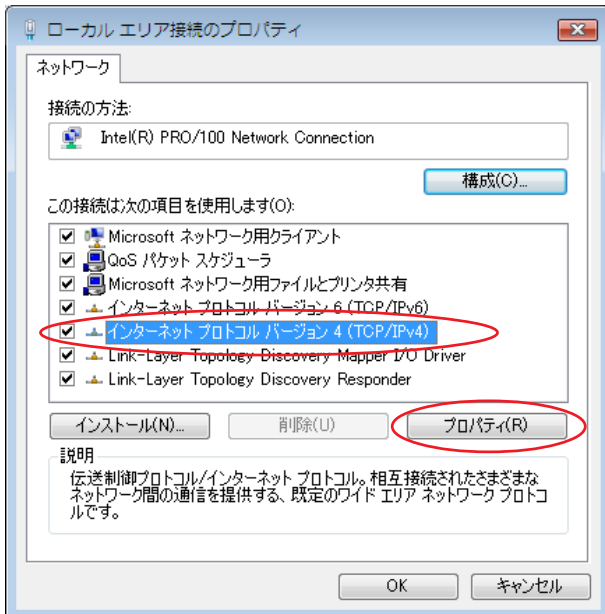 ローカル エリア接続のプロパティ
ネットワーク
接続の方法:
Intel(R) PRO/100 Network Connection
構成(C)...
この接続は次の項目を使用します(O):
Microsoft ネットワーク用クライアント
QoS パケット スケジューラ
Microsoft ネットワーク用ファイルとプリンタ共有
インターネット プロトコル バージョン 6 (TCP/IPv6)
インターネット プロトコル バージョン 4 (TCP/IPv4)
Link-Layer Topology Discovery Mapper I/O Driver
Link-Layer Topology Discovery Responder
インストール(N)...
削除(U)
プロパティ(R)
説明
伝送制御プロトコル/インターネット プロトコル。相互接続されたさまざまな
ネットワーク間の通信を提供する、既定のワイド エリア ネットワーク プロトコ
ルです。
OK
キャンセル